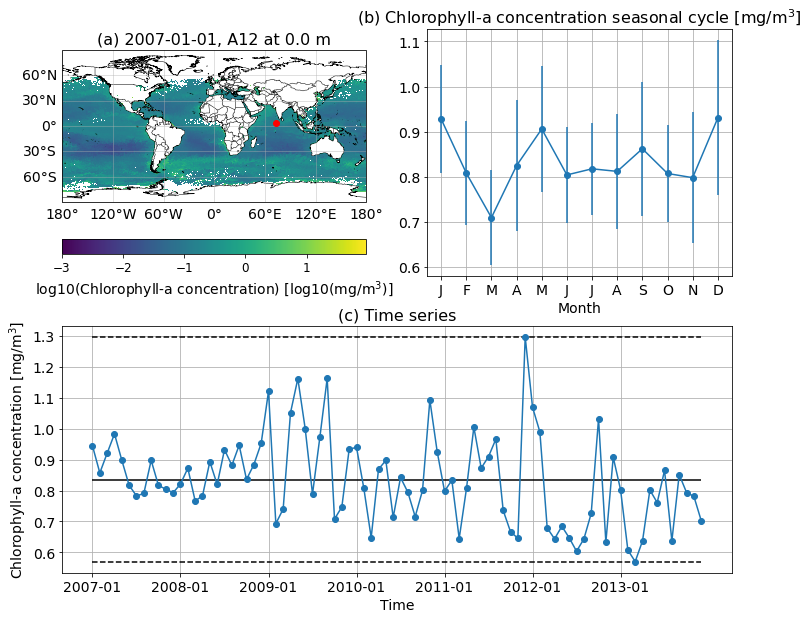 (a) 2007-01-01, A12 at 0.0 m
60°N
30°N
0°
30°S
60°S
180° 120°W 60°W 0° 60°E 120°E 180°
−3 −2 −1 0 1
log10(Chlorophyll-a concentration) [log10(mg/m³)]
(b) Chlorophyll-a concentration seasonal cycle [mg/m³]
1.1
1.0
0.9
0.8
0.7
0.6
J F M A M J J A S O N D
Month
(c) Time series
Chlorophyll-a concentration [mg/m³]
1.3
1.2
1.1
1.0
0.9
0.8
0.7
0.6
2007-01 2008-01 2009-01 2010-01 2011-01 2012-01 2013-01
Time